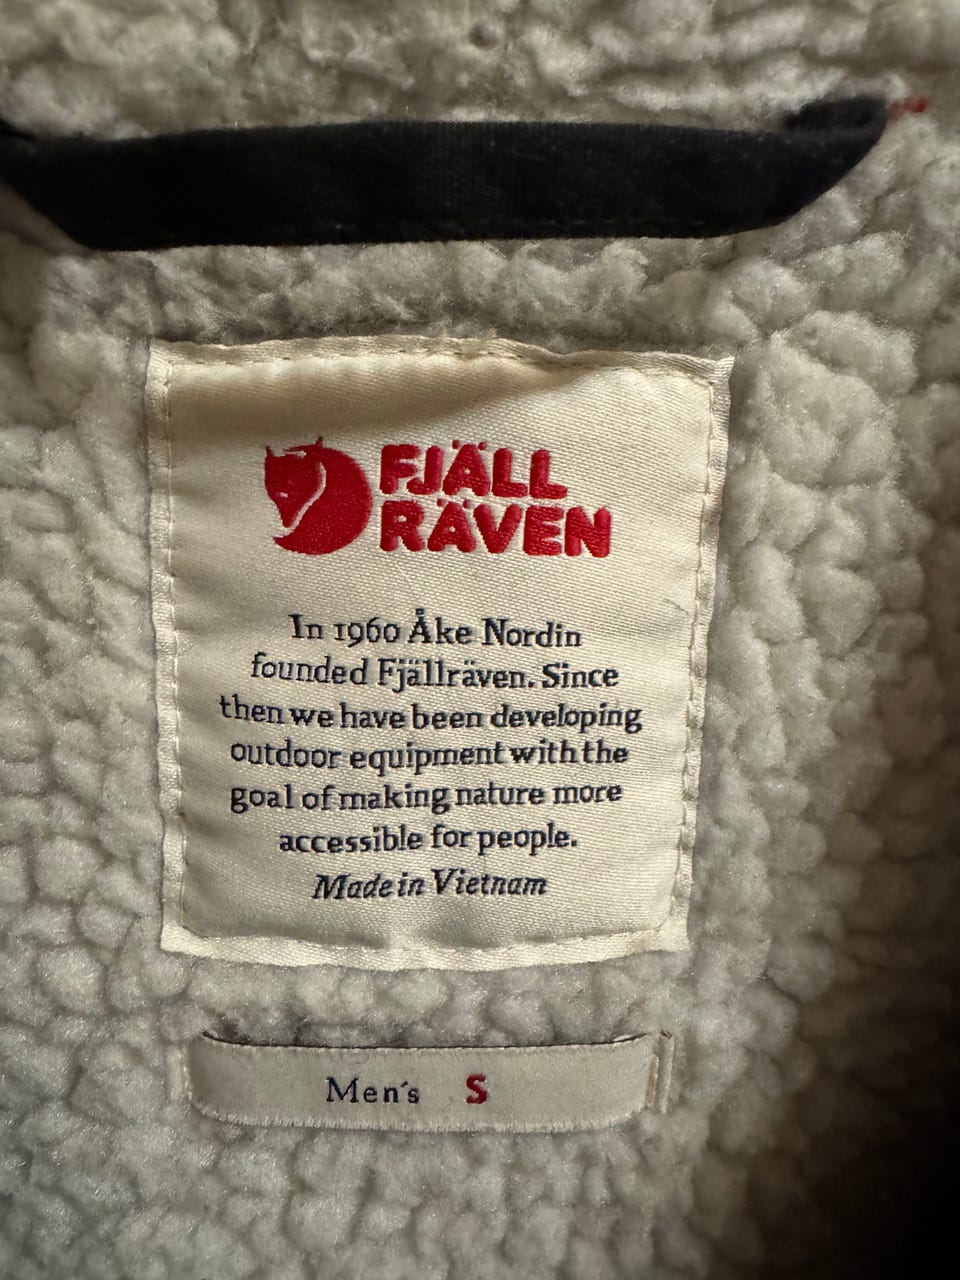 FJÄLL
RÄVEN
In 1960 Åke Nordin
founded Fjällräven. Since
then we have been developing
outdoor equipment with the
goal of making nature more
accessible for people.
Made in Vietnam
Men's S